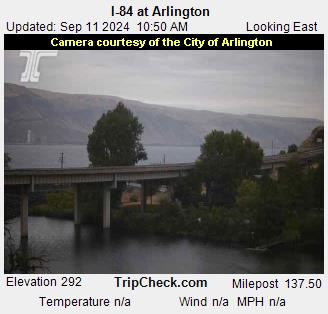 I-84 at Arlington
Updated: Sep 11 2024 10:50 AM Looking East
Camera courtesy of the City of Arlington
Elevation 292 TripCheck.com Milepost 137.50
Temperature n/a Wind n/a MPH n/a